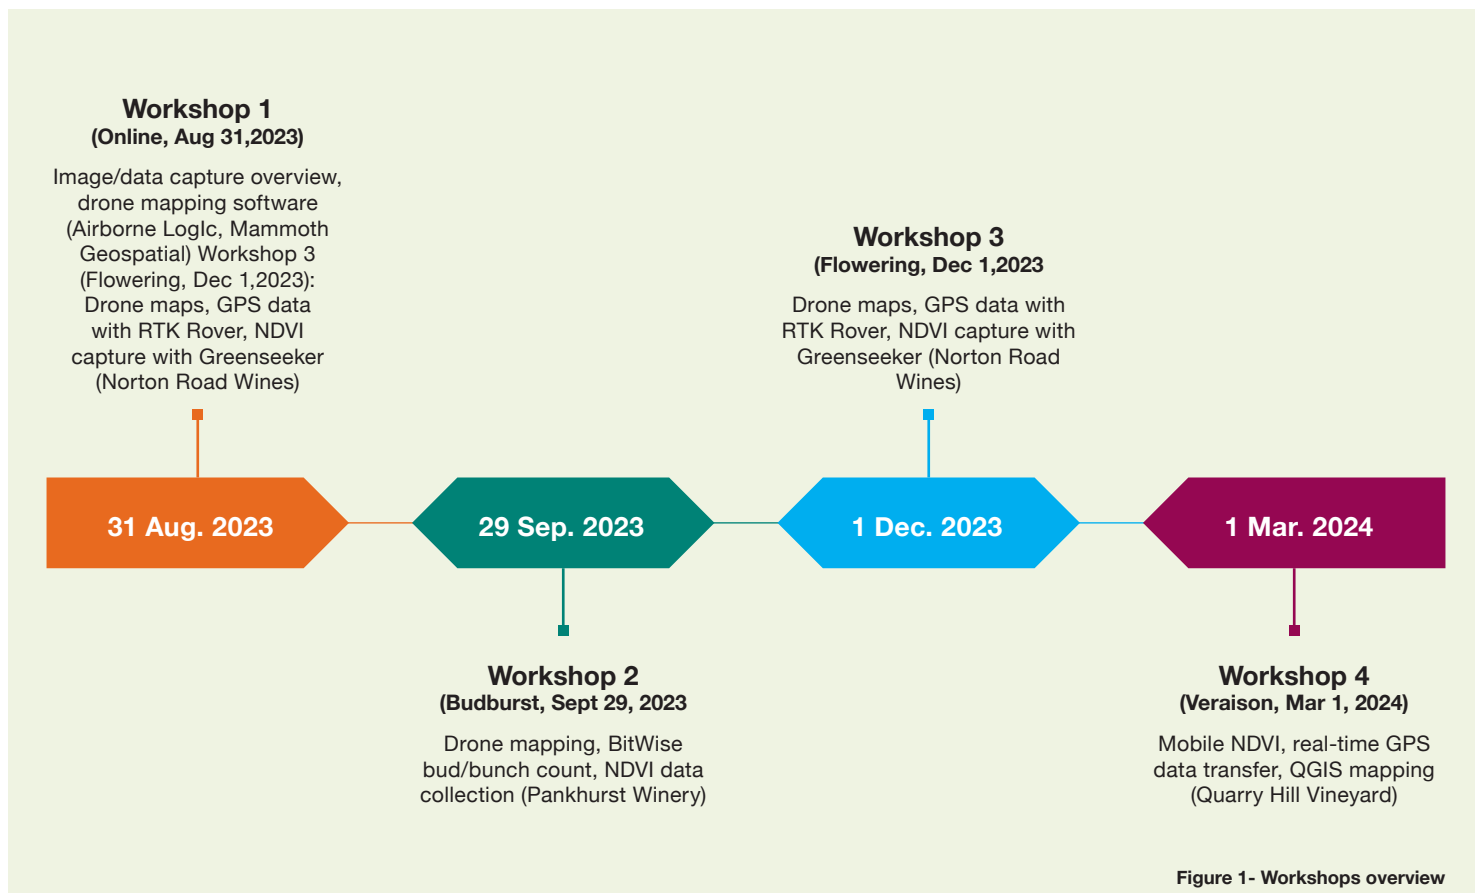 Workshop 1
(Online, Aug 31,2023)
Image/data capture overview,
drone mapping software
(Airborne LogIc, Mammoth
Geospatial) Workshop 3
(Flowering, Dec 1,2023):
Drone maps, GPS data
with RTK Rover, NDVI
capture with Greenseeker
(Norton Road Wines)
Workshop 3
(Flowering, Dec 1,2023
Drone maps, GPS data with
RTK Rover, NDVI capture with
Greenseeker (Norton Road
Wines)
31 Aug. 2023
29 Sep. 2023
1 Dec. 2023
1 Mar. 2024
Workshop 2
(Budburst, Sept 29, 2023
Drone mapping, BitWise
bud/bunch count, NDVI data
collection (Pankhurst Winery)
Workshop 4
(Veraison, Mar 1, 2024)
Mobile NDVI, real-time GPS
data transfer, QGIS mapping
(Quarry Hill Vineyard)
Figure 1- Workshops overview